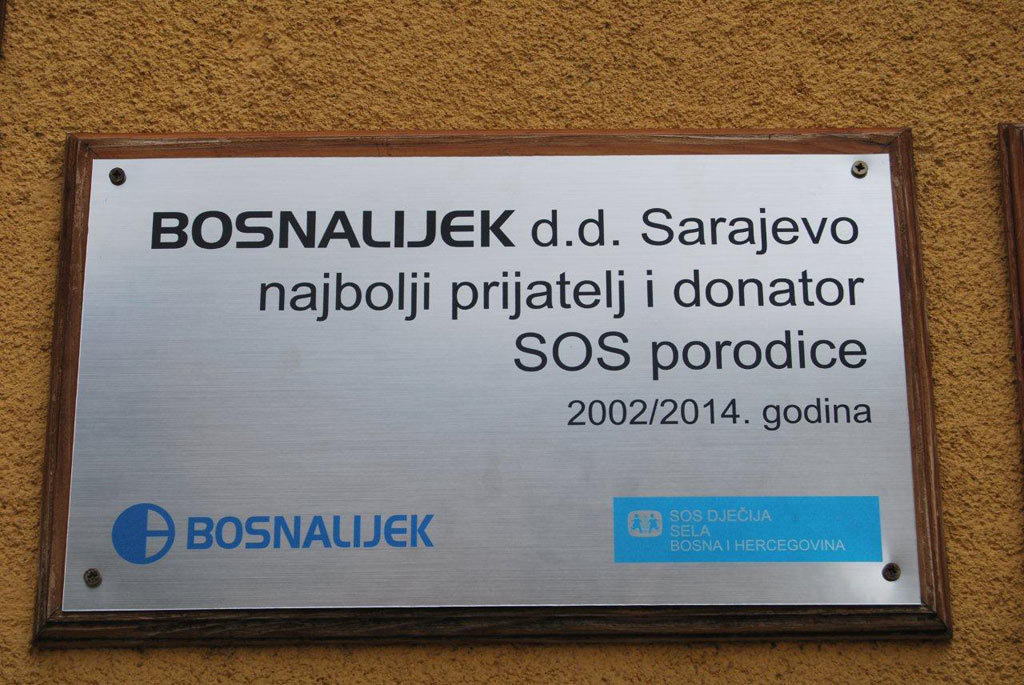 BOSNALIJEK d.d. Sarajevo
najbolji prijatelj i donator
SOS porodice
2002/2014. godina
BOSNALIJEK
SOS DJEČIJA
SELA
BOSNA I HERCEGOVINA